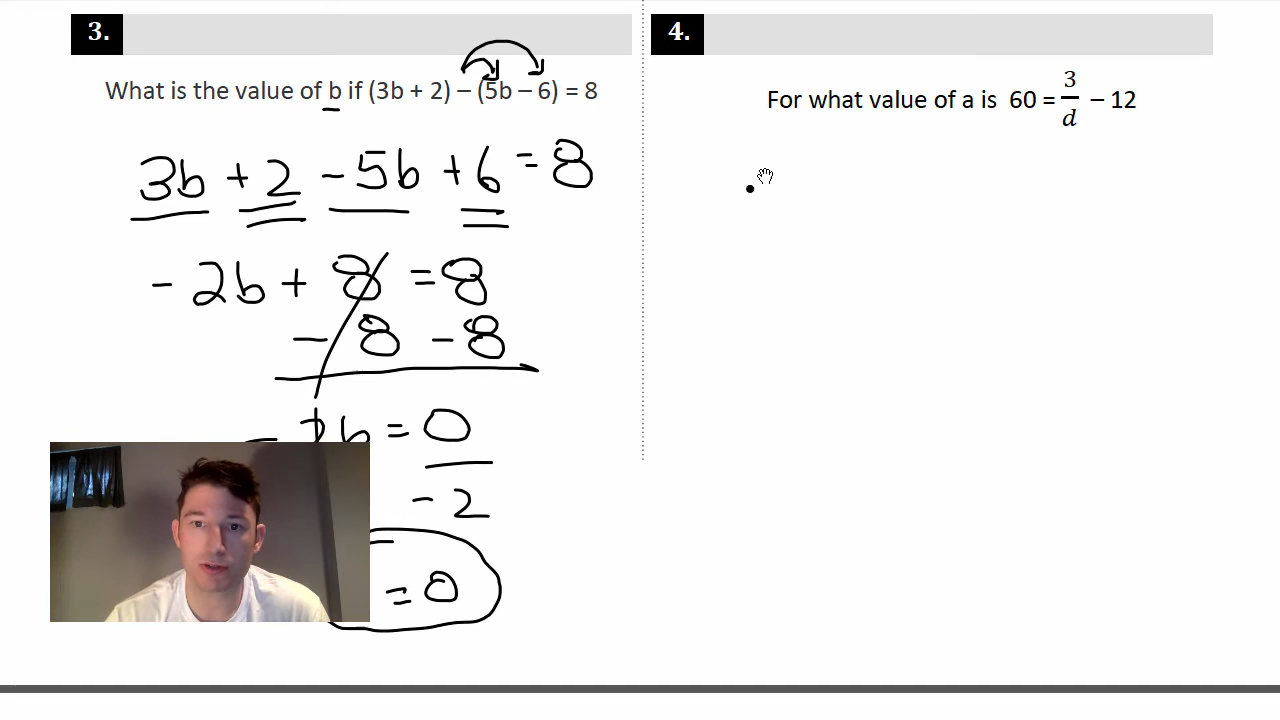 3.
What is the value of b if (3b + 2) – (5b – 6) = 8
3b + 2 - 5b + 6 = 8
- 2b + 8 = 8
- 8 - 8
- 2b = 0
- 2
= 0
4.
For what value of a is 60 = 3/d – 12